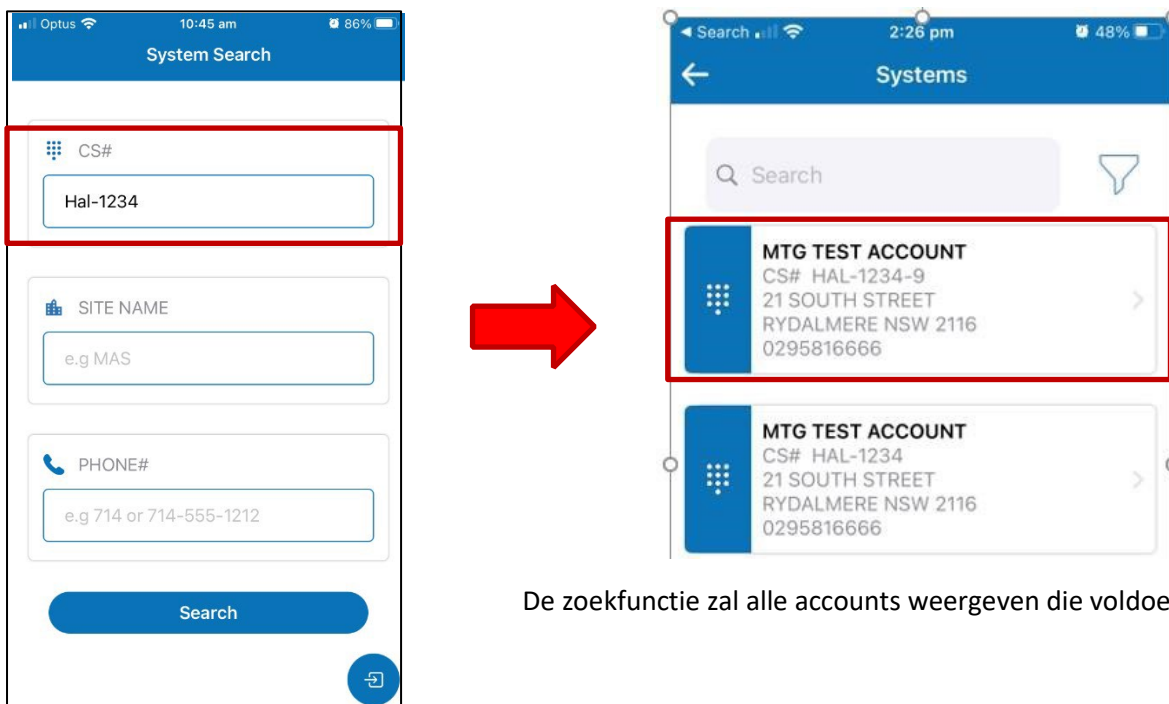 Optus 10:45 am 86%
System Search
CS#
Hal-1234
SITE NAME
e.g MAS
PHONE#
e.g 714 or 714-555-1212
Search
Search 2:26 pm 48%
Systems
Search
MTG TEST ACCOUNT
CS# HAL-1234-9
21 SOUTH STREET
RYDALMERE NSW 2116
0295816666
MTG TEST ACCOUNT
CS# HAL-1234
21 SOUTH STREET
RYDALMERE NSW 2116
0295816666
De zoekfunctie zal alle accounts weergeven die voldoe